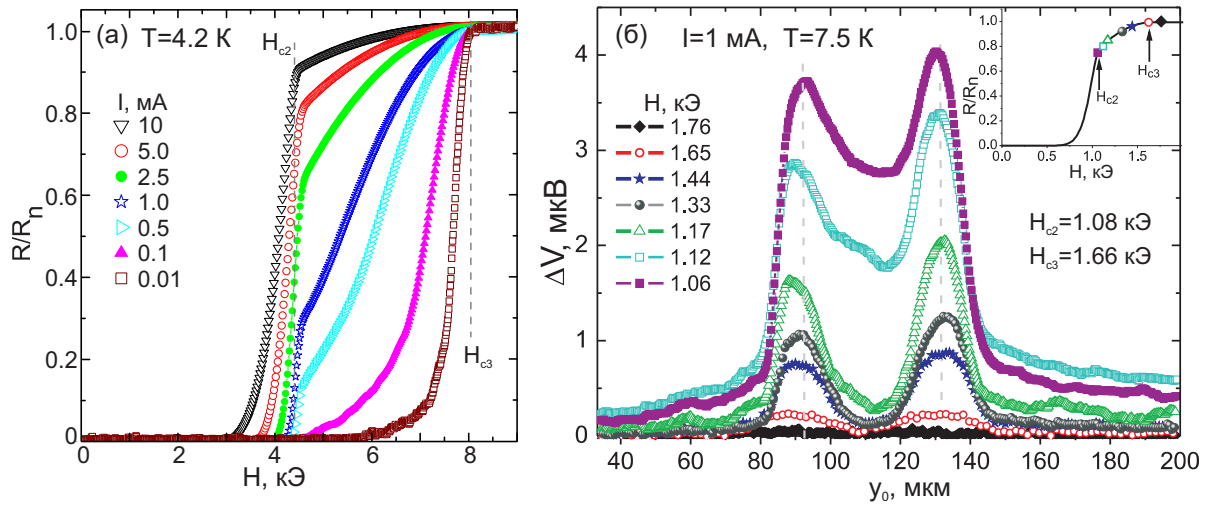 (а) T=4.2 К
H_c2
I, мА
10
5.0
2.5
1.0
0.5
0.1
0.01
H_c3
R/R_n
1.0
0.8
0.6
0.4
0.2
0
0 2 4 6 8
H, кЭ
(б) I=1 мА, T=7.5 К
H, кЭ
1.76
1.65
1.44
1.33
1.17
1.12
1.06
ΔV, мкВ
4
3
2
1
0
40 60 80 100 120 140 160 180 200
y_0, мкм
R/R_n
1.0
0.8
0.6
0.4
0.2
0.0
0.0 0.5 1.0 1.5
H, кЭ
H_c2
H_c3
H_c2=1.08 кЭ
H_c3=1.66 кЭ